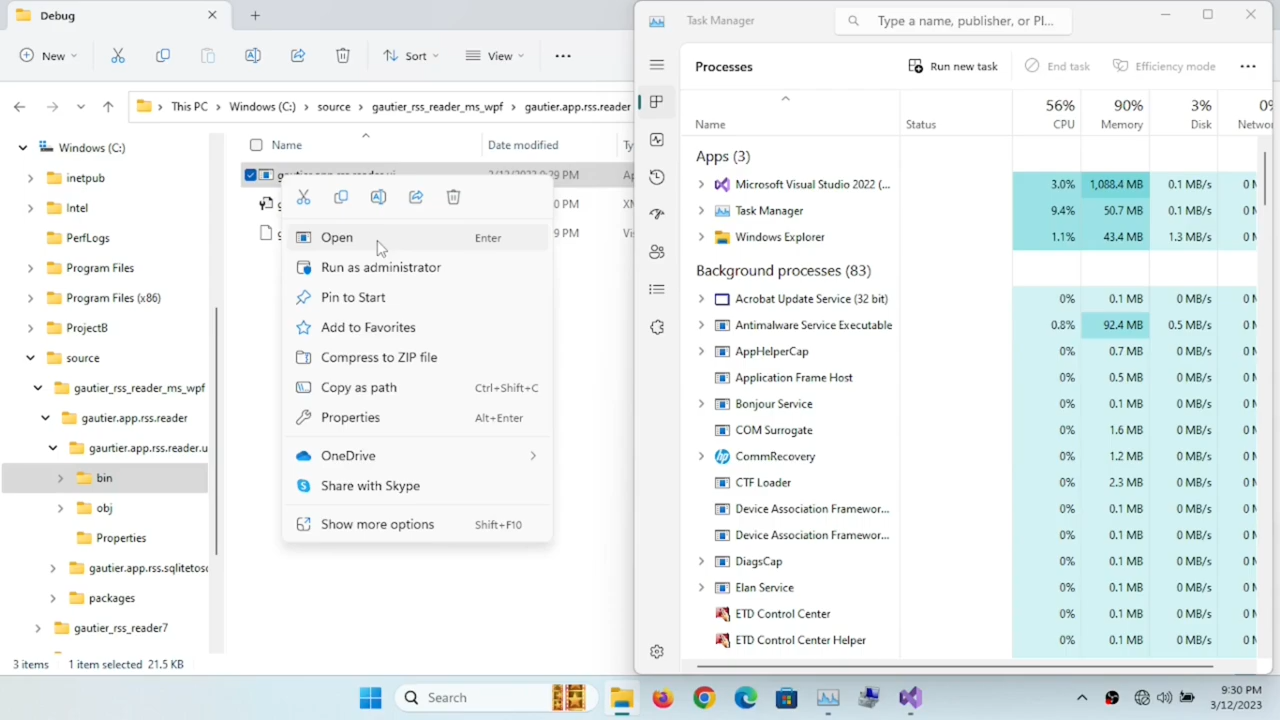 Debug
New
Sort
View
This PC
Windows (C:)
source
gautier_rss_reader_ms_wpf
gautier.app.rss.reader
Windows (C:)
inetpub
Intel
PerfLogs
Program Files
Program Files (x86)
ProjectB
source
gautier_rss_reader_ms_wpf
gautier.app.rss.reader
gaurtier.app.rss.reader.u
bin
obj
Properties
gautier.app.rss.sqlitetosc
packages
gautier_rss_reader7
Name
Date modified
Ty
3/12/2023 9:29 PM
Open Enter
Run as administrator
Pin to Start
Add to Favorites
Compress to ZIP file
Copy as path Ctrl+Shift+C
Properties Alt+Enter
OneDrive
Share with Skype
Show more options Shift+F10
3 items
1 item selected 21.5 KB
Task Manager
Type a name, publisher, or PI...
Processes
Run new task
End task
Efficiency mode
56% 90% 3% 0%
Name Status CPU Memory Disk Netwo
Apps (3)
Microsoft Visual Studio 2022 (... 3.0% 1,088.4 MB 0.1 MB/s
Task Manager 9.4% 50.7 MB 0.1 MB/s
Windows Explorer 1.1% 43.4 MB 1.3 MB/s
Background processes (83)
Acrobat Update Service (32 bit) 0% 0.1 MB 0 MB/s
Antimalware Service Executable 0.8% 92.4 MB 0.5 MB/s
AppHelperCap 0% 0.7 MB 0 MB/s
Application Frame Host 0% 0.5 MB 0 MB/s
Bonjour Service 0% 0.1 MB 0 MB/s
COM Surrogate 0% 1.6 MB 0 MB/s
CommRecovery 0% 1.2 MB 0 MB/s
CTF Loader 0% 2.3 MB 0 MB/s
Device Association Framewor... 0% 0.1 MB 0 MB/s
Device Association Framewor... 0% 0.1 MB 0 MB/s
DiagsCap 0% 0.1 MB 0 MB/s
Elan Service 0% 0.1 MB 0 MB/s
ETD Control Center 0% 0.1 MB 0 MB/s
ETD Control Center Helper 0% 0.1 MB 0 MB/s
Search
9:30 PM
3/12/2023